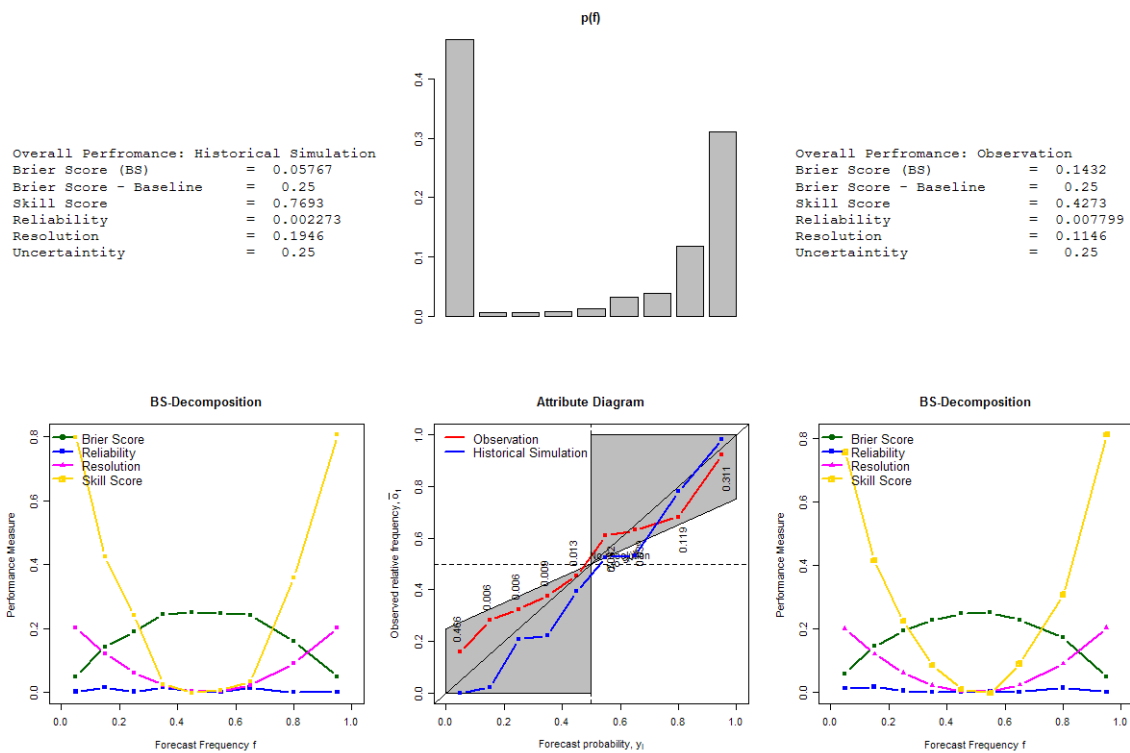 p(f)
0.0
0.1
0.2
0.3
0.4
Overall Perfromance: Historical Simulation
Brier Score (BS) = 0.05767
Brier Score - Baseline = 0.25
Skill Score = 0.7693
Reliability = 0.002273
Resolution = 0.1946
Uncertaintity = 0.25
Overall Perfromance: Observation
Brier Score (BS) = 0.1432
Brier Score - Baseline = 0.25
Skill Score = 0.4273
Reliability = 0.007799
Resolution = 0.1146
Uncertaintity = 0.25
BS-Decomposition
Brier Score
Reliability
Resolution
Skill Score
Performance Measure
0.0
0.2
0.4
0.6
0.8
0.0 0.2 0.4 0.6 0.8 1.0
Forecast Frequency f
Attribute Diagram
Observation
Historical Simulation
Observed relative frequency, o̅₁
0.0
0.2
0.4
0.6
0.8
1.0
0.466
0.006
0.006
0.009
0.013
0.119
0.311
0.0 0.2 0.4 0.6 0.8 1.0
Forecast probability, yᵢ
BS-Decomposition
Brier Score
Reliability
Resolution
Skill Score
Performance Measure
0.0
0.2
0.4
0.6
0.8
0.0 0.2 0.4 0.6 0.8 1.0
Forecast Frequency f